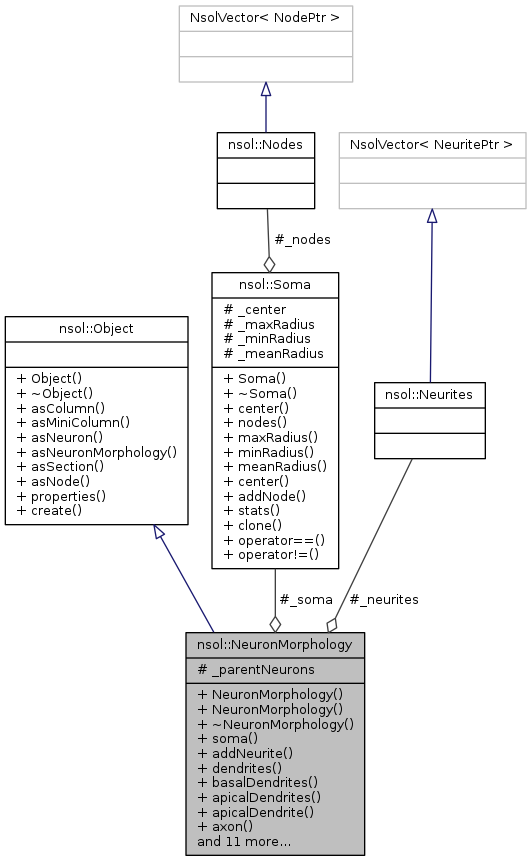 NsolVector< NodePtr >
nsol::Nodes
NsolVector< NeuritePtr >
#_nodes
nsol::Soma
# _center
# _maxRadius
# _minRadius
# _meanRadius
+ Soma()
+ ~Soma()
+ center()
+ nodes()
+ maxRadius()
+ minRadius()
+ meanRadius()
+ center()
+ addNode()
+ stats()
+ clone()
+ operator==()
+ operator!=()
nsol::Object
+ Object()
+ ~Object()
+ asColumn()
+ asMiniColumn()
+ asNeuron()
+ asNeuronMorphology()
+ asSection()
+ asNode()
+ properties()
+ create()
nsol::Neurites
#_soma
#_neurites
nsol::NeuronMorphology
# _parentNeurons
+ NeuronMorphology()
+ NeuronMorphology()
+ ~NeuronMorphology()
+ soma()
+ addNeurite()
+ dendrites()
+ basalDendrites()
+ apicalDendrites()
+ apicalDendrite()
+ axon()
and 11 more...